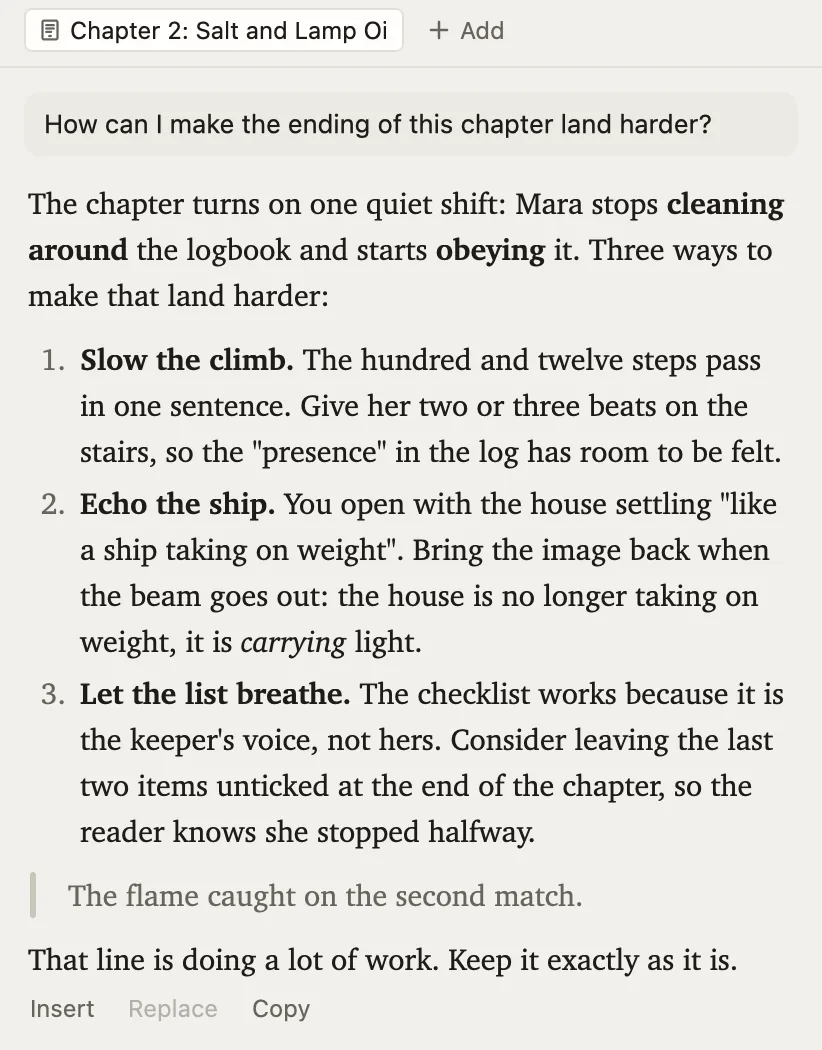 Chapter 2: Salt and Lamp Oi
+ Add
How can I make the ending of this chapter land harder?
The chapter turns on one quiet shift: Mara stops cleaning
around the logbook and starts obeying it. Three ways to
make that land harder:
1. Slow the climb. The hundred and twelve steps pass
in one sentence. Give her two or three beats on the
stairs, so the "presence" in the log has room to be felt.
2. Echo the ship. You open with the house settling "like
a ship taking on weight". Bring the image back when
the beam goes out: the house is no longer taking on
weight, it is carrying light.
3. Let the list breathe. The checklist works because it is
the keeper's voice, not hers. Consider leaving the last
two items unticked at the end of the chapter, so the
reader knows she stopped halfway.
The flame caught on the second match.
That line is doing a lot of work. Keep it exactly as it is.
Insert Replace Copy